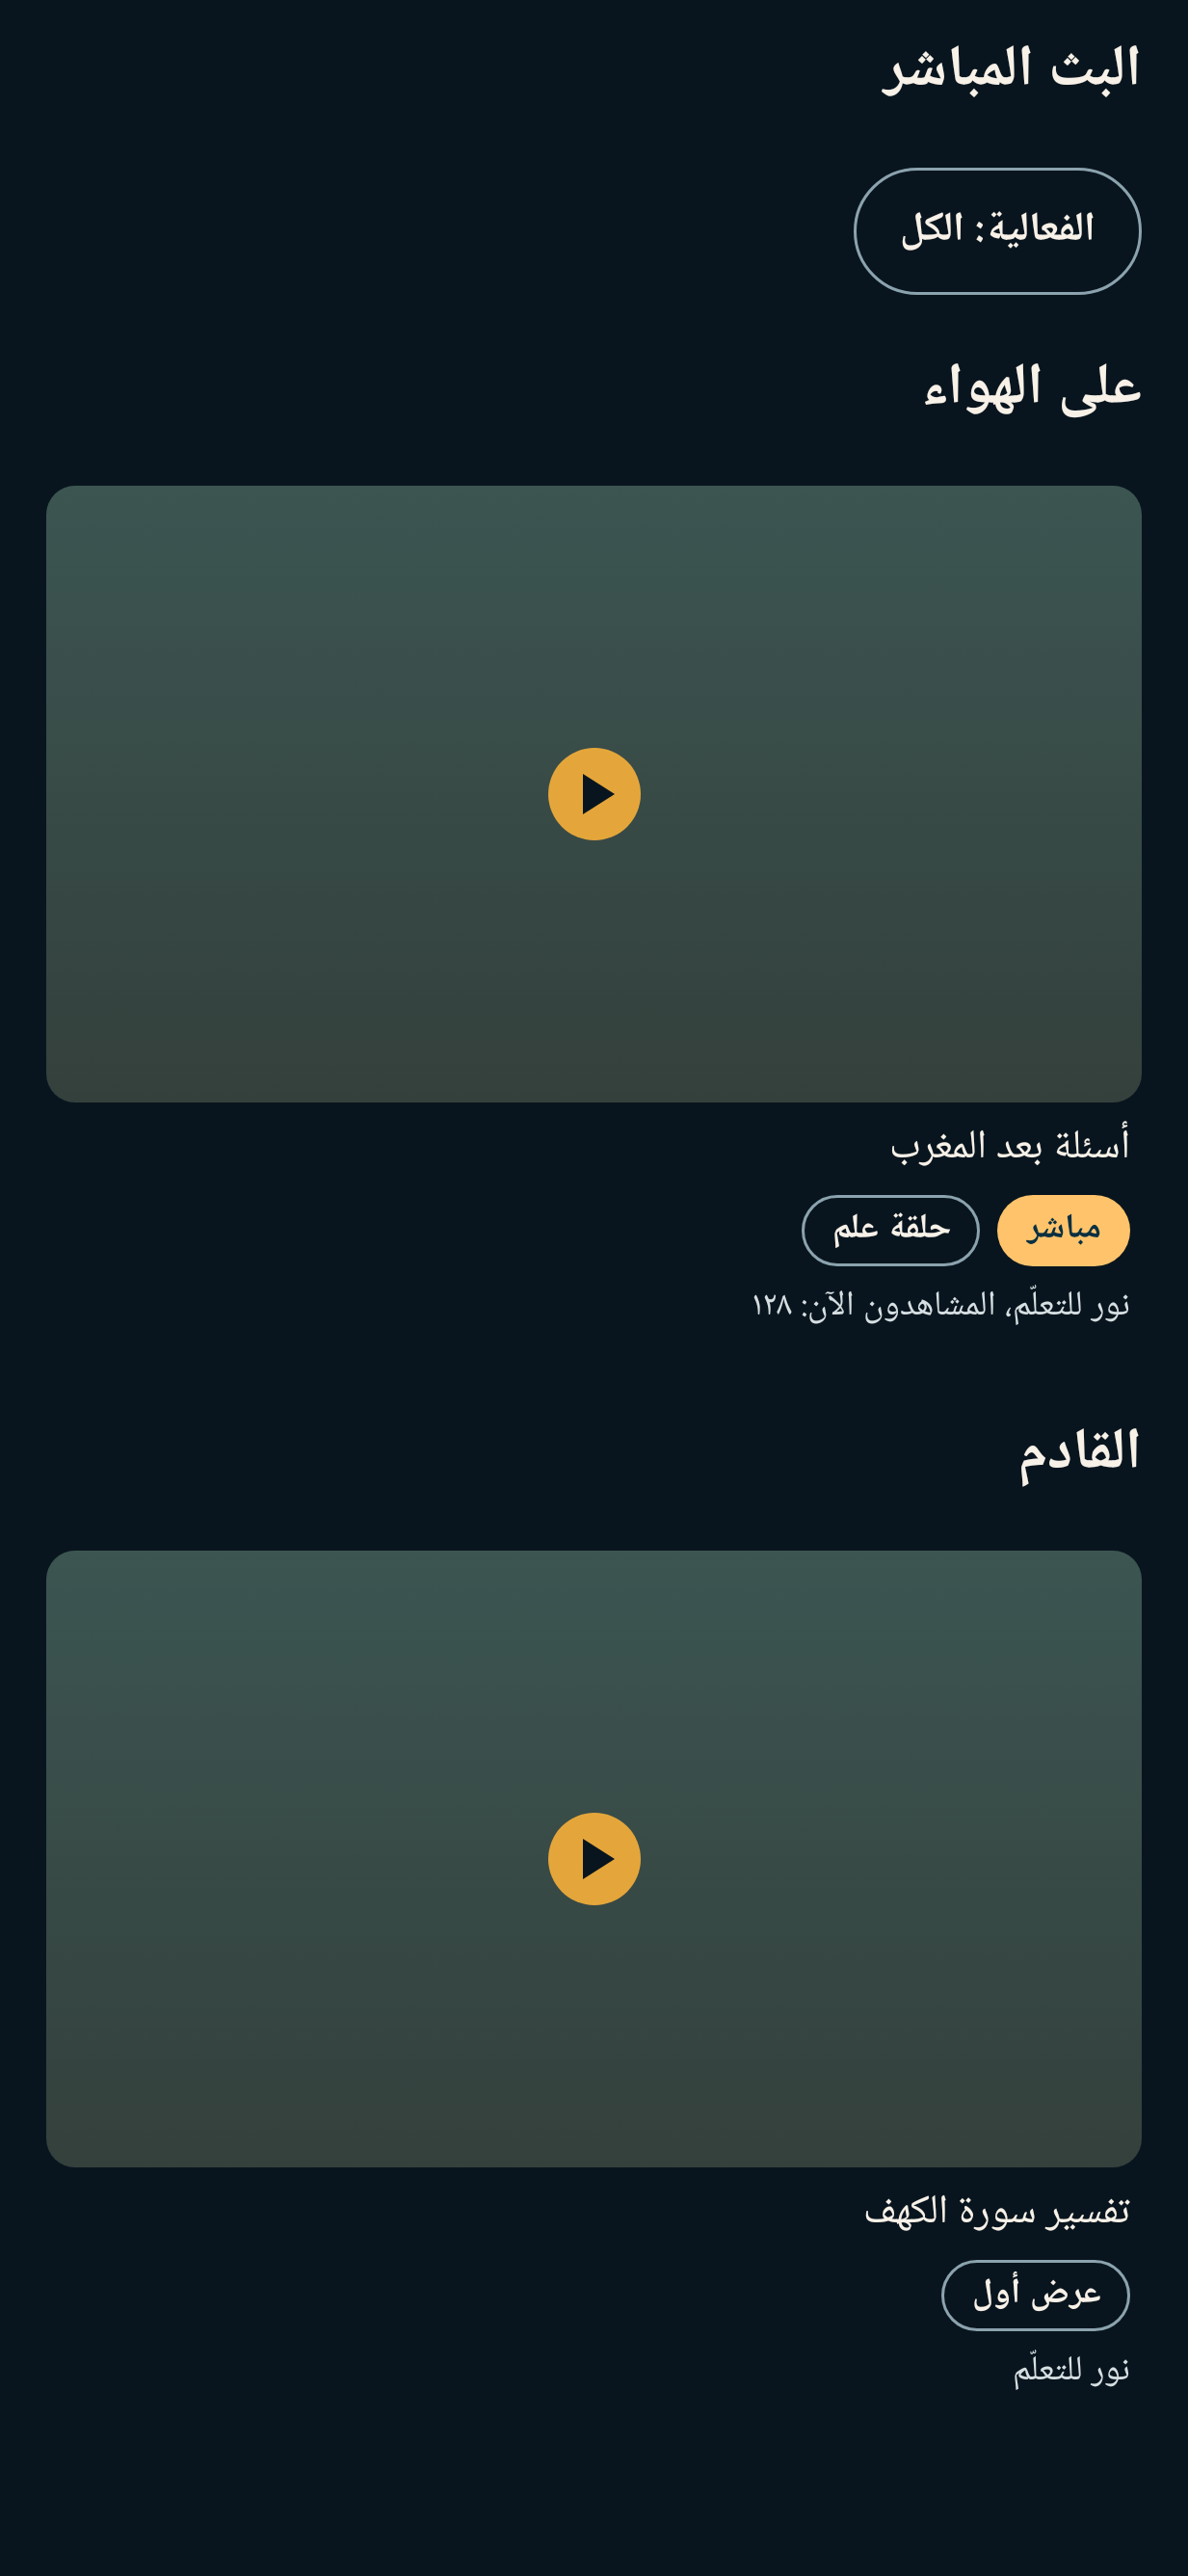 البث المباشر
الفعالية: الكل
على الهواء
أسئلة بعد المغرب
مباشر
حلقة علم
نور للتعلّم، المشاهدون الآن: ١٢٨
القادم
تفسير سورة الكهف
عرض أول
نور للتعلّم